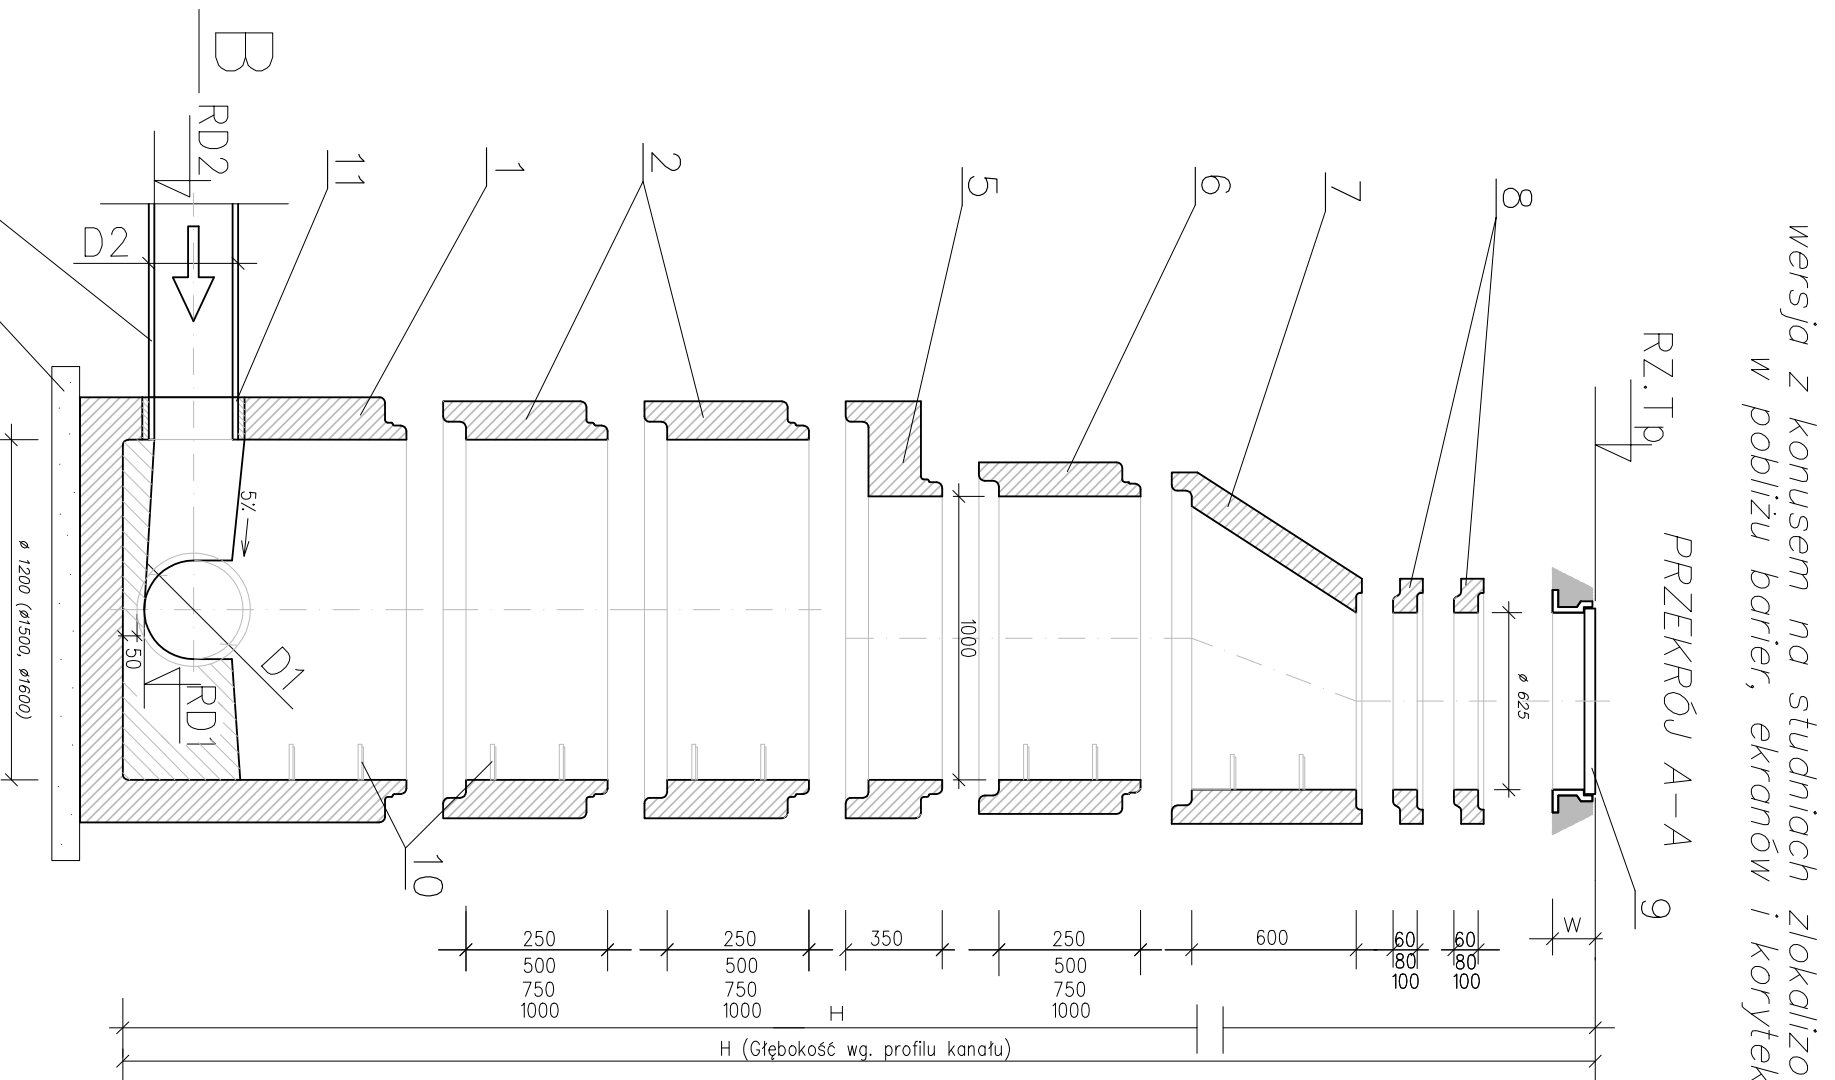 wersja z konusem na studniach zlokalizo
w pobliżu barier, ekranów i korytek
PRZEKRÓJ A-A
RZ.Tp
B
RD2
11
1
2
5
6
7
8
D2
5%
D1
RD1
50
ø 1200 (ø1500, ø1600)
1000
ø 625
9
10
W
250
500
750
1000
250
500
750
1000
350
250
500
750
1000
600
60
80
100
60
80
100
H
H (Głębokość wg. profilu kanału)